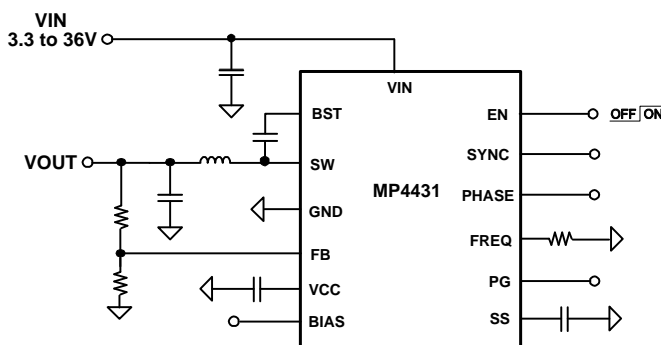 VIN
3.3 to 36V
VIN
BST
EN
OFF ON
SYNC
VOUT
SW
MP4431
PHASE
GND
FREQ
FB
PG
VCC
BIAS
SS